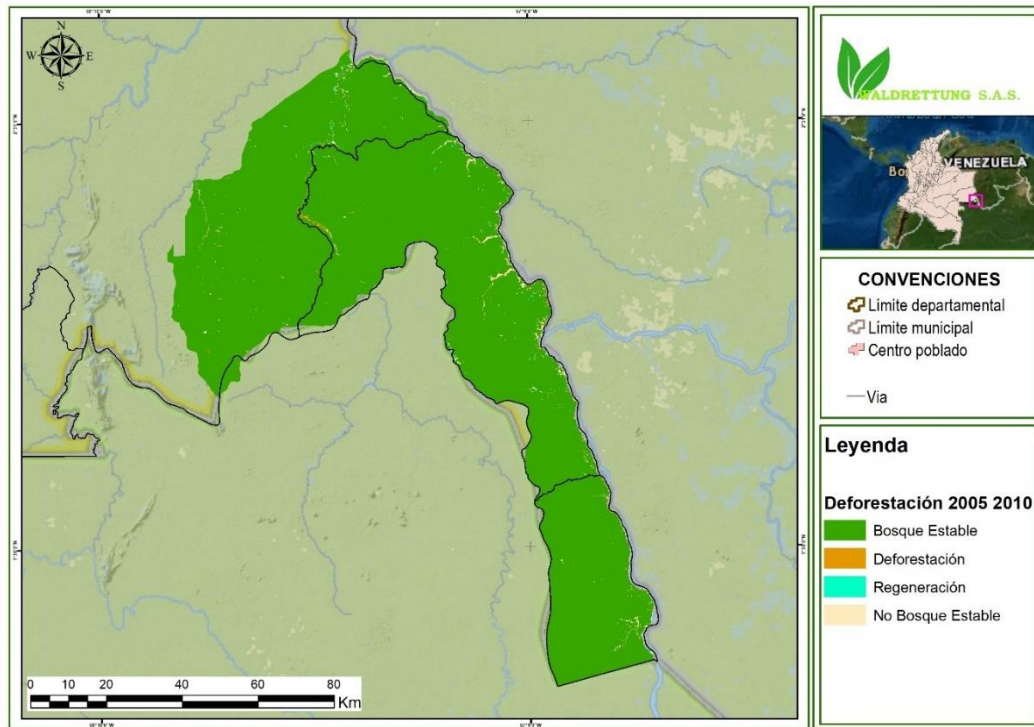 N
W E
S
0 10 20 40 60 80
Km
WALDRETTUNG S.A.S.
VENEZUELA
Bo
CONVENCIONES
Límite departamental
Límite municipal
Centro poblado
Via
Leyenda
Deforestación 2005 2010
Bosque Estable
Deforestación
Regeneración
No Bosque Estable